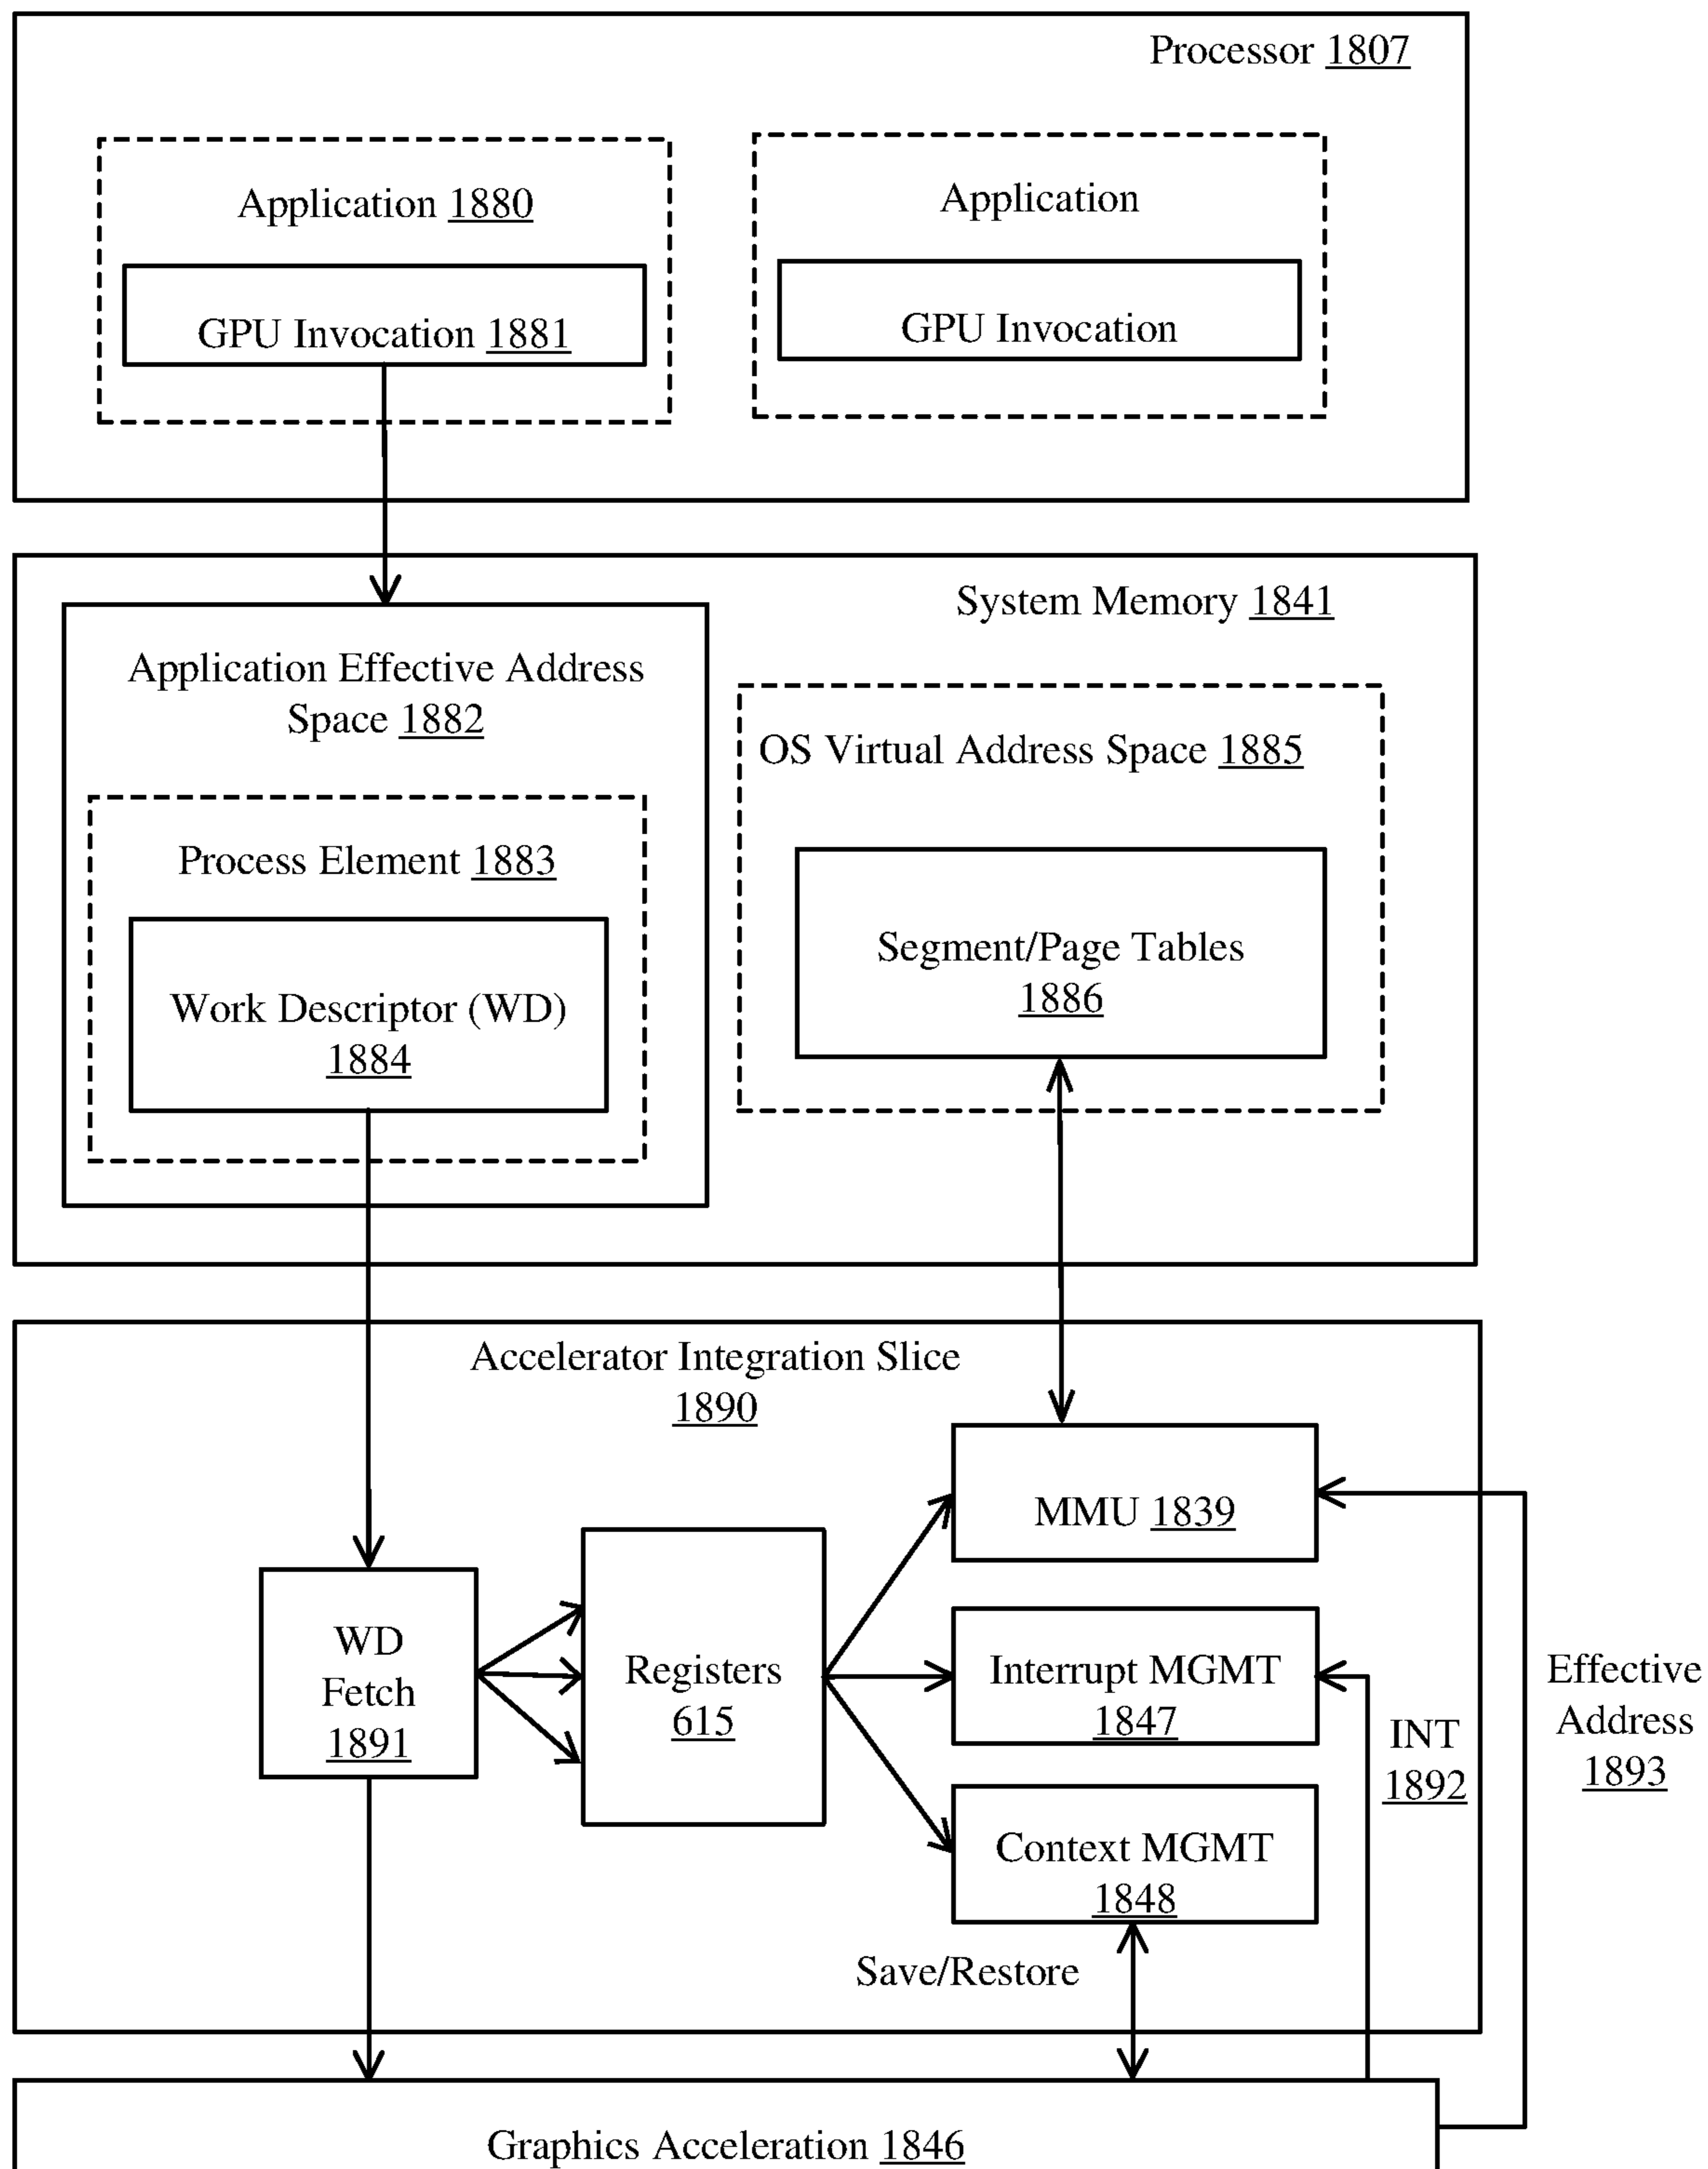 Processor 1807
Application 1880
GPU Invocation 1881
Application
GPU Invocation
System Memory 1841
Application Effective Address
Space 1882
Process Element 1883
Work Descriptor (WD)
1884
OS Virtual Address Space 1885
Segment/Page Tables
1886
Accelerator Integration Slice
1890
WD
Fetch
1891
Registers
615
MMU 1839
Interrupt MGMT
1847
Context MGMT
1848
Save/Restore
INT
1892
Effective
Address
1893
Graphics Acceleration 1846